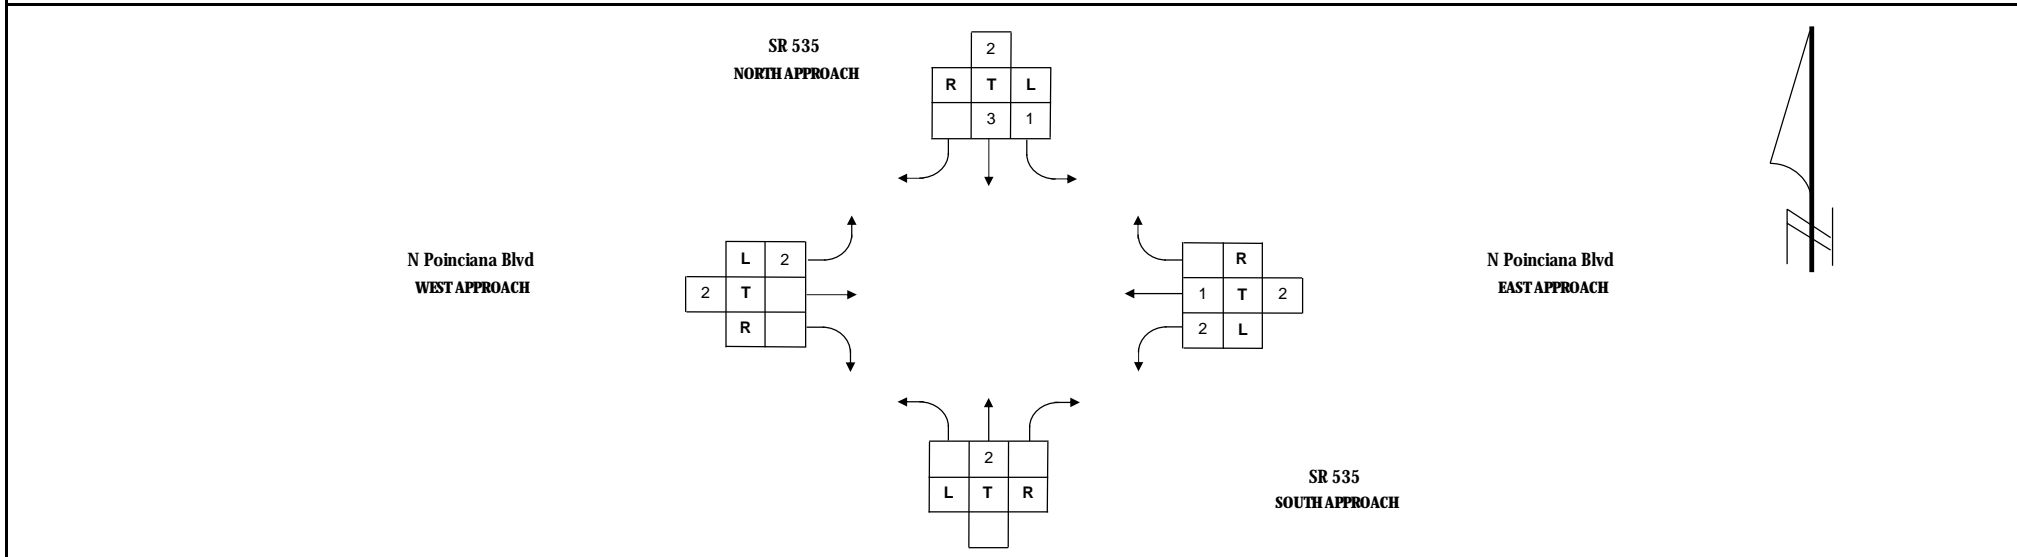 SR 535
NORTH APPROACH
2
R T L
3 1
N Poinciana Blvd
WEST APPROACH
L 2
2 T
R
R
1 T 2
2 L
N Poinciana Blvd
EAST APPROACH
N
2
L T R
SR 535
SOUTH APPROACH